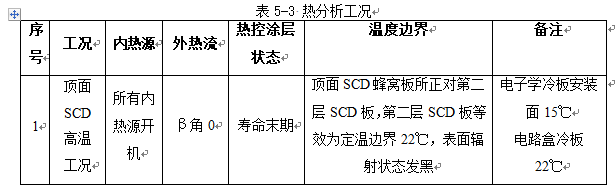 表 5-3 热分析工况
序
号
工况
内热源
外热流
热控涂层
状态
温度边界
备注
1
顶面
SCD
高温
工况
所有内
热源开
机
β角 0
寿命末期
顶面 SCD 蜂窝板所正对第二
层 SCD 板，第二层 SCD 板等
效为定温边界 22℃，表面辐
射状态发黑
电子学冷板安装
面 15℃
电路盒冷板
22℃